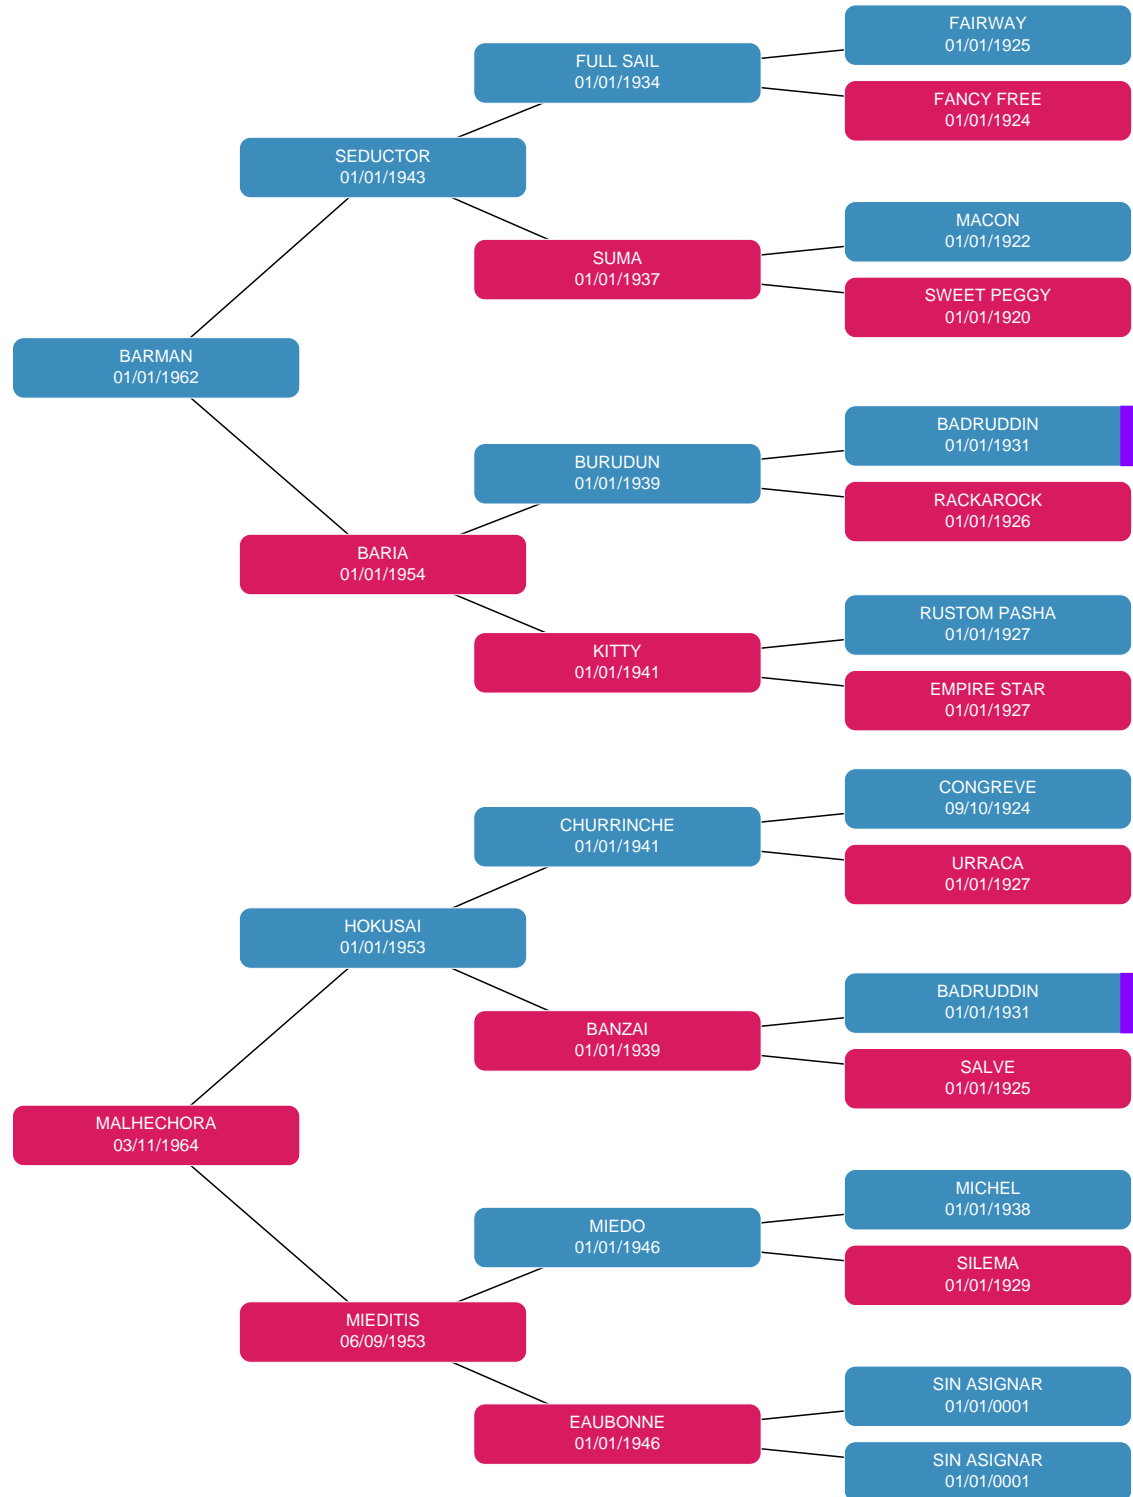 FAIRWAY
01/01/1925
FULL SAIL
01/01/1934
FANCY FREE
01/01/1924
SEDUCTOR
01/01/1943
MACON
01/01/1922
SUMA
01/01/1937
SWEET PEGGY
01/01/1920
BARMAN
01/01/1962
BADRUDDIN
01/01/1931
BURUDUN
01/01/1939
RACKAROCK
01/01/1926
BARIA
01/01/1954
RUSTOM PASHA
01/01/1927
KITTY
01/01/1941
EMPIRE STAR
01/01/1927
CONGREVE
09/10/1924
CHURRINCHE
01/01/1941
URRACA
01/01/1927
HOKUSAI
01/01/1953
BADRUDDIN
01/01/1931
BANZAI
01/01/1939
SALVE
01/01/1925
MALHECHORA
03/11/1964
MICHEL
01/01/1938
MIEDO
01/01/1946
SILEMA
01/01/1929
MIEDITIS
06/09/1953
SIN ASIGNAR
01/01/0001
EAUBONNE
01/01/1946
SIN ASIGNAR
01/01/0001